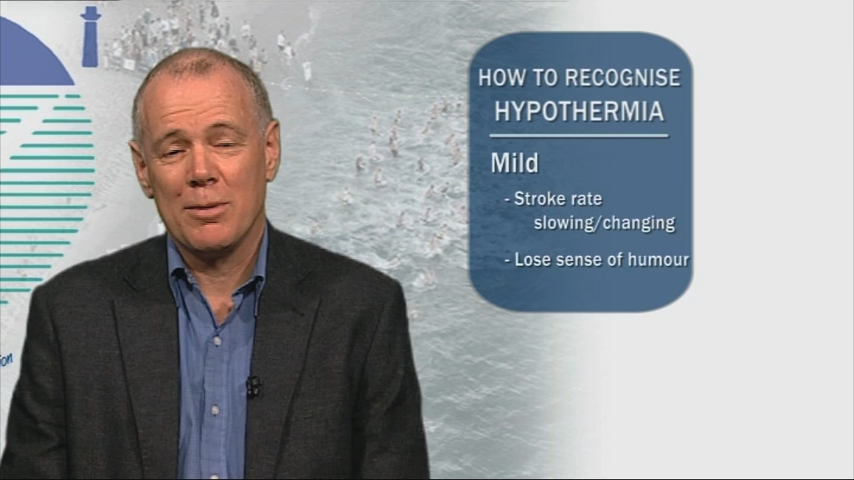 HOW TO RECOGNISE
HYPOTHERMIA
Mild
- Stroke rate
slowing/changing
- Lose sense of humour